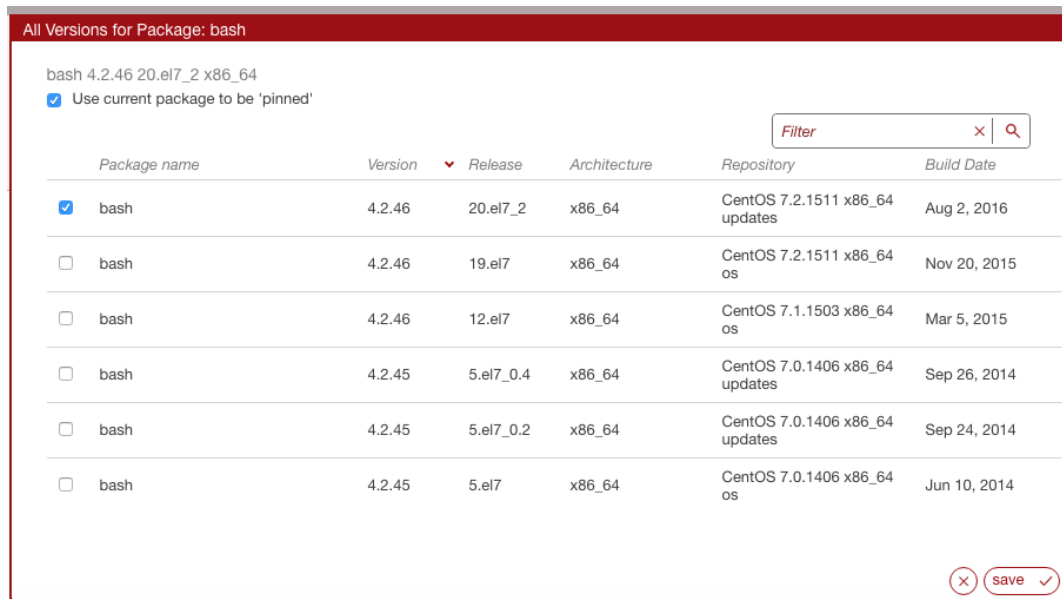 All Versions for Package: bash
bash 4.2.46 20.el7_2 x86_64
Use current package to be 'pinned'
Filter
Package name Version Release Architecture Repository Build Date
bash 4.2.46 20.el7_2 x86_64 CentOS 7.2.1511 x86_64 updates Aug 2, 2016
bash 4.2.46 19.el7 x86_64 CentOS 7.2.1511 x86_64 os Nov 20, 2015
bash 4.2.46 12.el7 x86_64 CentOS 7.1.1503 x86_64 os Mar 5, 2015
bash 4.2.45 5.el7_0.4 x86_64 CentOS 7.0.1406 x86_64 updates Sep 26, 2014
bash 4.2.45 5.el7_0.2 x86_64 CentOS 7.0.1406 x86_64 updates Sep 24, 2014
bash 4.2.45 5.el7 x86_64 CentOS 7.0.1406 x86_64 os Jun 10, 2014
save